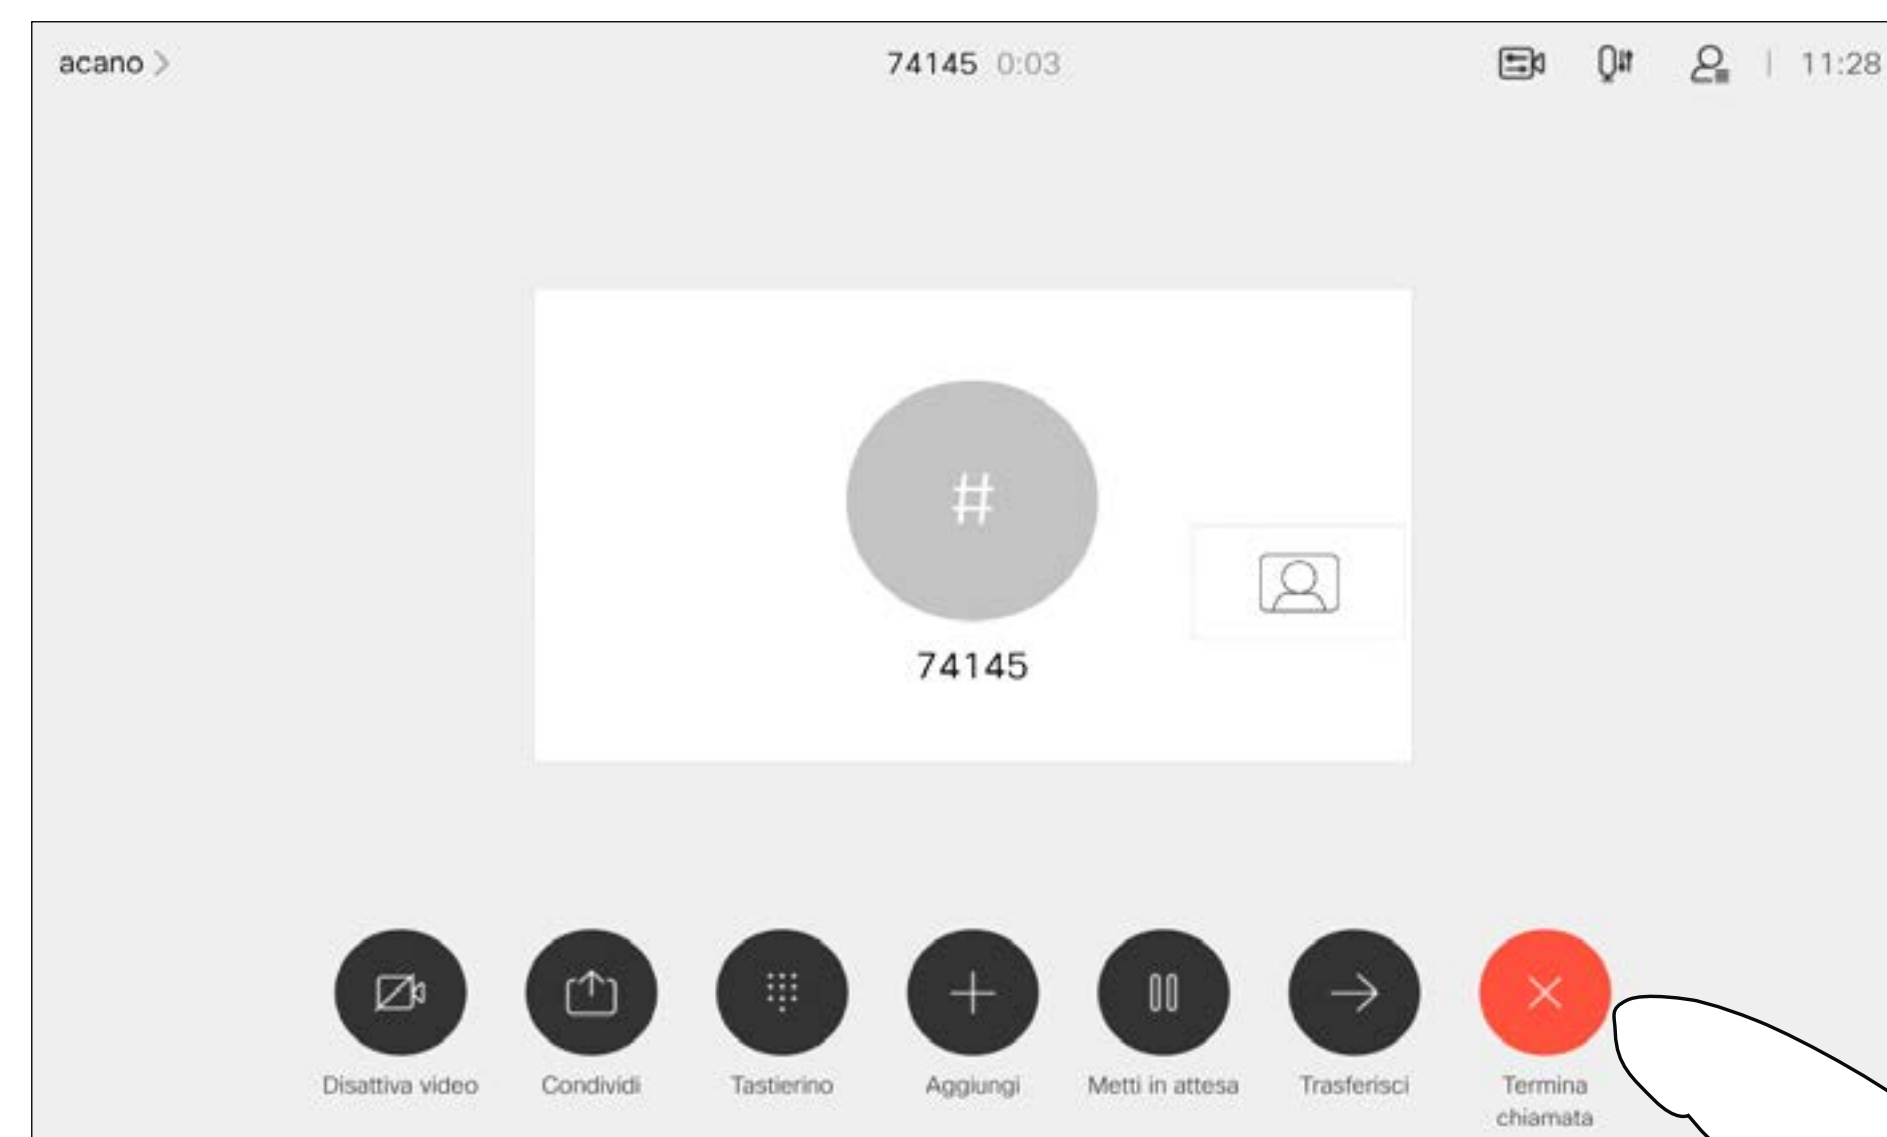 acano
74145 0:03
11:28
#
74145
Disattiva video
Condividi
Tastierino
Aggiungi
Metti in attesa
Trasferisci
Termina
chiamata